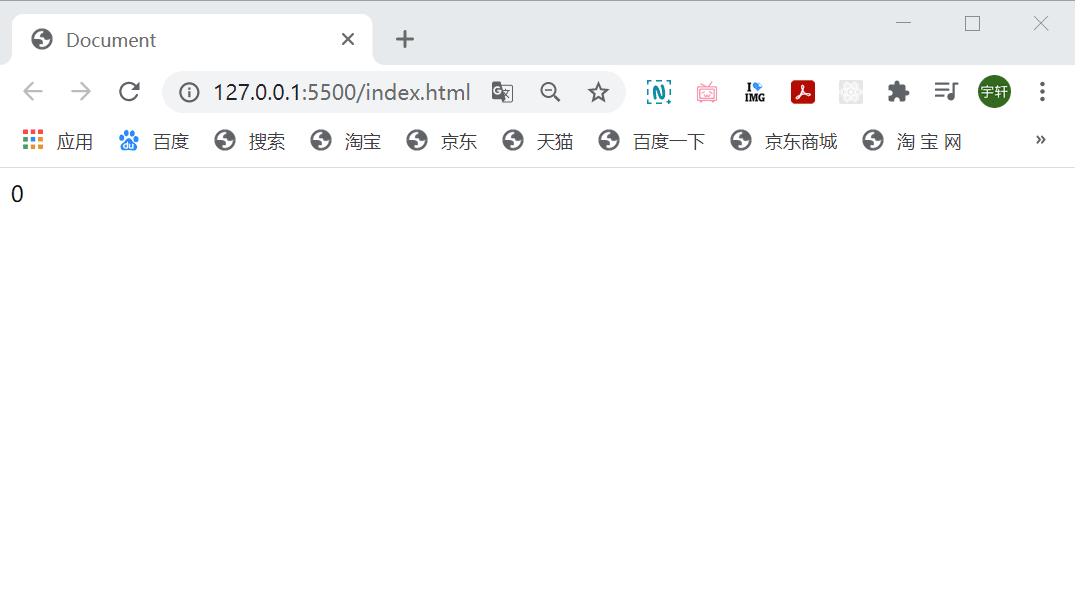 Document
127.0.0.1:5500/index.html
I IMG
宇轩
应用 du 百度 搜索 淘宝 京东 天猫 百度一下 京东商城 淘 宝 网 »
0